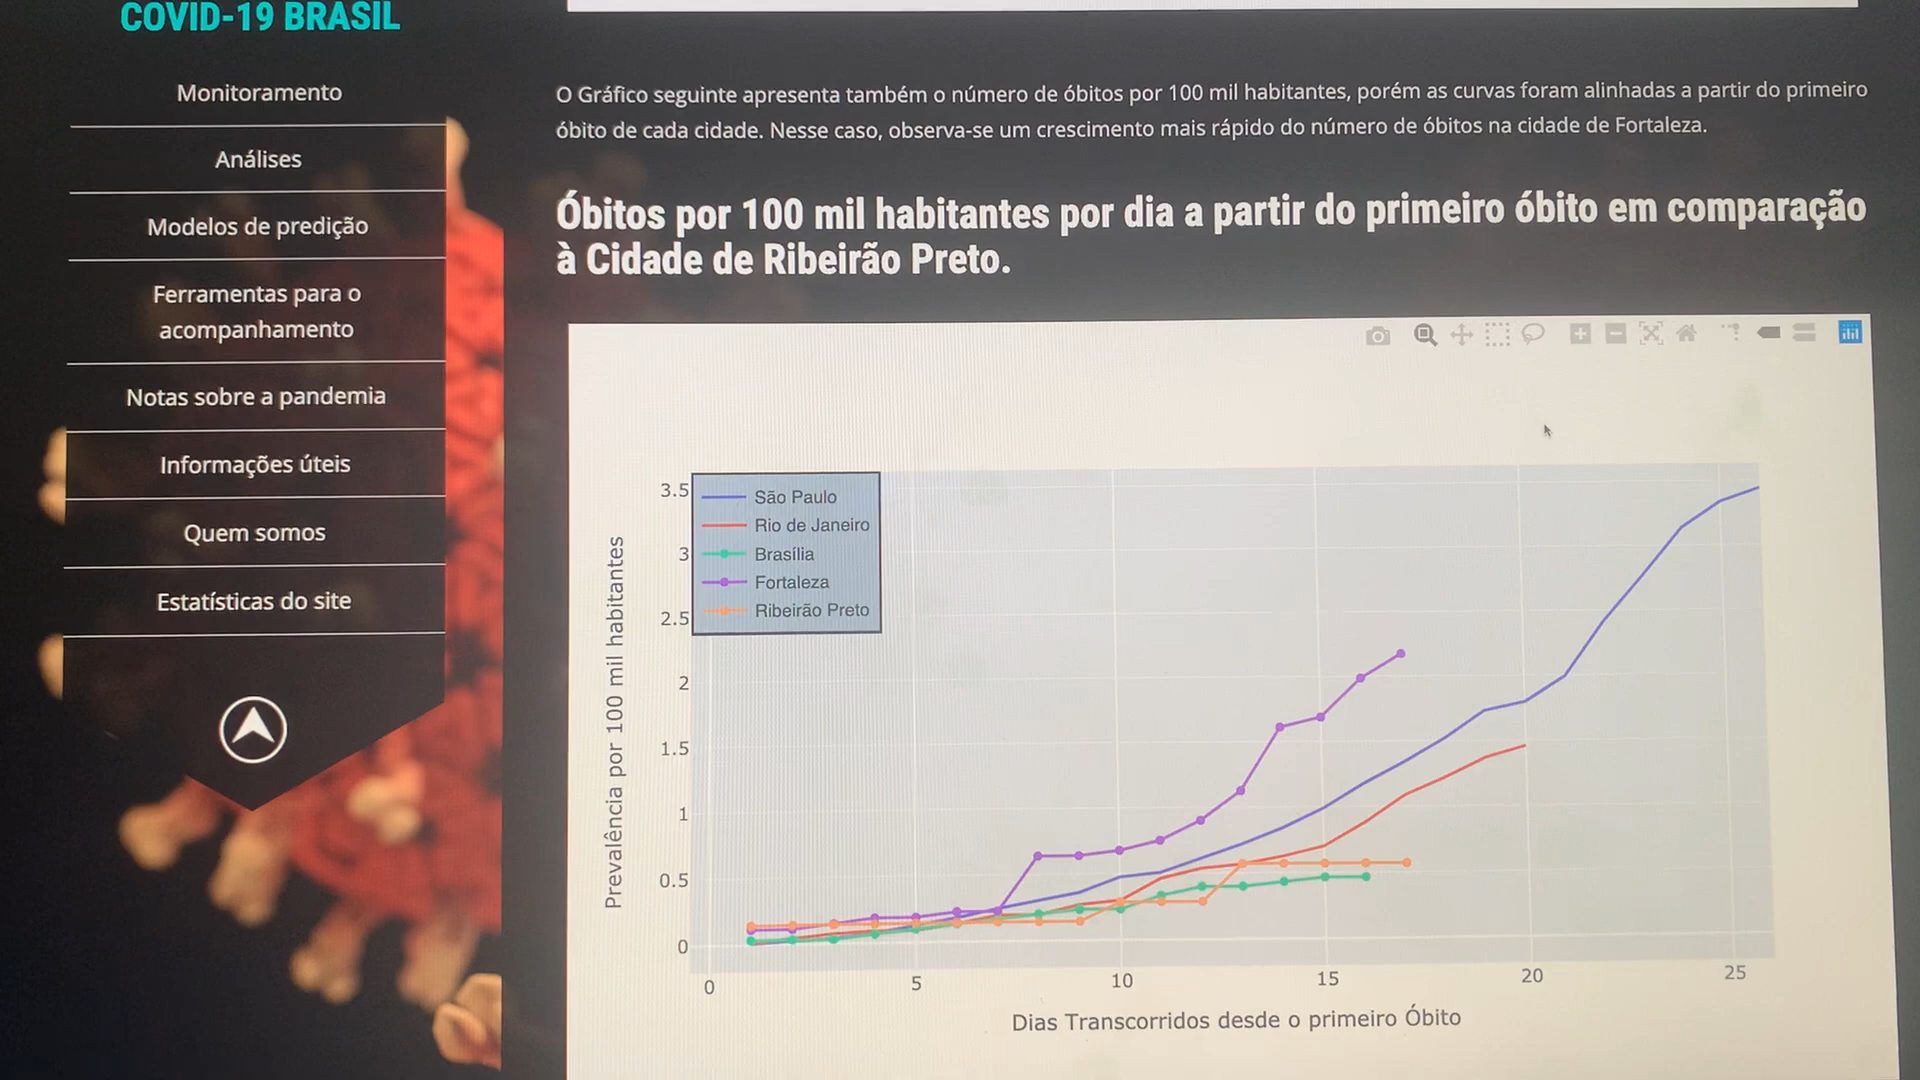 COVID-19 BRASIL
Monitoramento
Análises
Modelos de predição
Ferramentas para o
acompanhamento
Notas sobre a pandemia
Informações úteis
Quem somos
Estatísticas do site
O Gráfico seguinte apresenta também o número de óbitos por 100 mil habitantes, porém as curvas foram alinhadas a partir do primeiro
óbito de cada cidade. Nesse caso, observa-se um crescimento mais rápido do número de óbitos na cidade de Fortaleza.
Óbitos por 100 mil habitantes por dia a partir do primeiro óbito em comparação
à Cidade de Ribeirão Preto.
São Paulo
Rio de Janeiro
Brasília
Fortaleza
Ribeirão Preto
Prevalência por 100 mil habitantes
3.5
3
2.5
2
1.5
1
0.5
0
0 5 10 15 20 25
Dias Transcorridos desde o primeiro Óbito